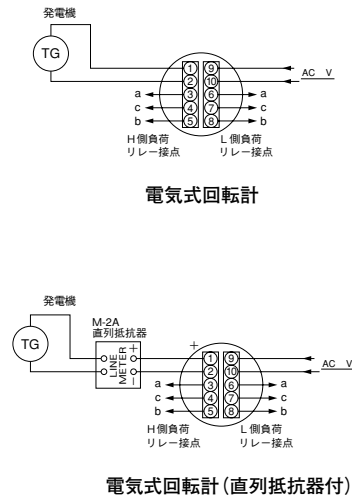 発電機
TG
1 9
2 10
AC V
a 3 6 a
c 4 7 c
b 5 8 b
H側負荷 L側負荷
リレー接点 リレー接点
電気式回転計
発電機
M-2A
直列抵抗器
TG
LINE
METER
+
−
+
1 9
2 10
AC V
a 3 6 a
c 4 7 c
b 5 8 b
H側負荷 L側負荷
リレー接点 リレー接点
電気式回転計(直列抵抗器付)